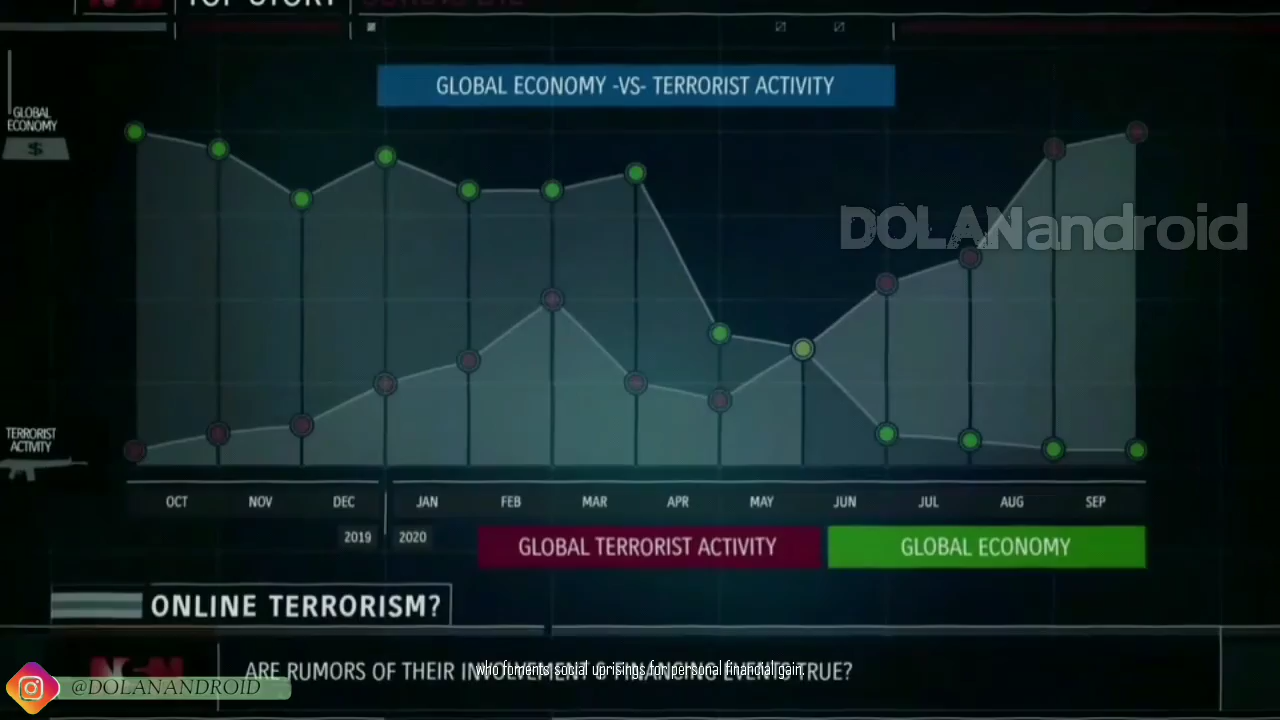 TOP STORY
GLOBAL ECONOMY -VS- TERRORIST ACTIVITY
GLOBAL
ECONOMY
$
DOLANandroid
TERRORIST
ACTIVITY
OCT NOV DEC JAN FEB MAR APR MAY JUN JUL AUG SEP
2019 2020
GLOBAL TERRORIST ACTIVITY GLOBAL ECONOMY
ONLINE TERRORISM?
ARE RUMORS OF THEIR INVOLVEMENT FINANCING TRUE?
who foments social uprisings for personal financial gain.
@DOLANANDROID